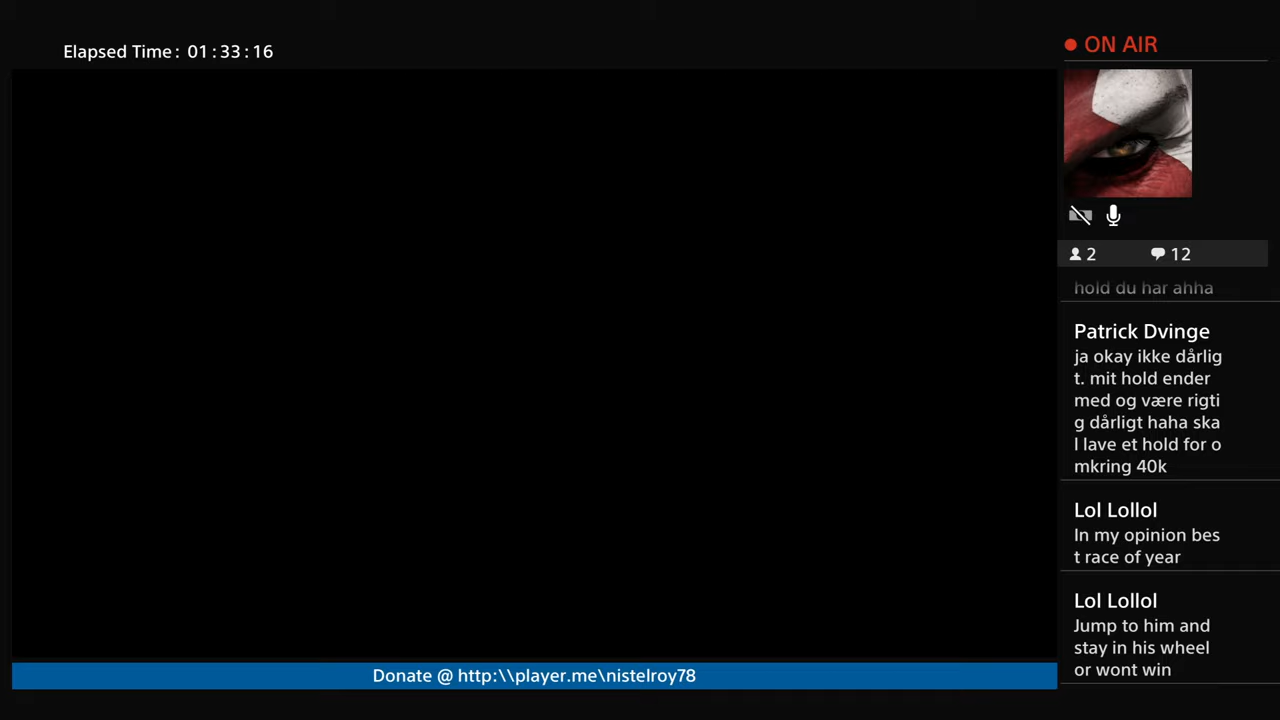 Elapsed Time: 01:33:16
ON AIR
2 12
hold du har ahha
Patrick Dvinge
ja okay ikke dårlig
t. mit hold ender
med og være rigti
g dårligt haha ska
l lave et hold for o
mkring 40k
Lol Lollol
In my opinion bes
t race of year
Lol Lollol
Jump to him and
stay in his wheel
or wont win
Donate @ http:\\player.me\nistelroy78